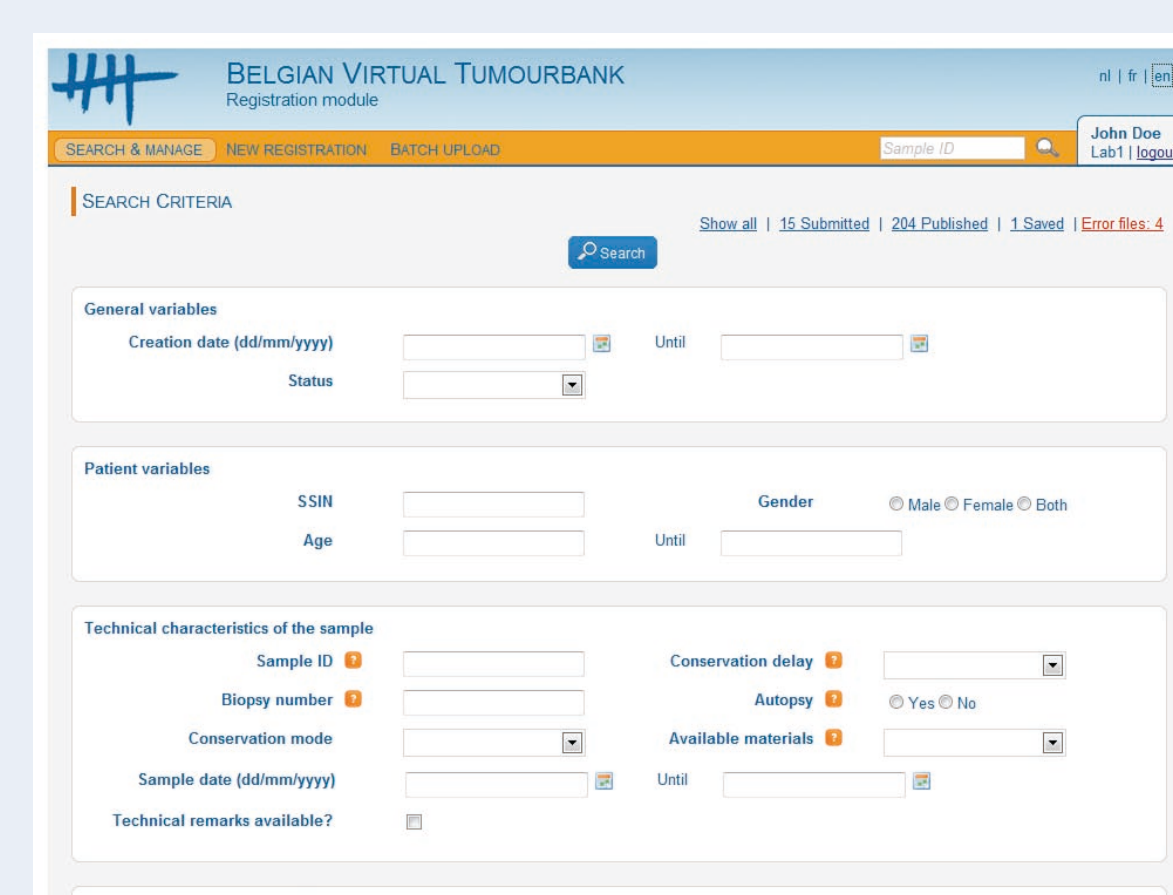 BELGIAN VIRTUAL TUMOURBANK
Registration module
nl | fr | en
SEARCH & MANAGE NEW REGISTRATION BATCH UPLOAD
Sample ID
John Doe
Lab1 | logou
SEARCH CRITERIA
Show all | 15 Submitted | 204 Published | 1 Saved | Error files: 4
Search
General variables
Creation date (dd/mm/yyyy) Until
Status
Patient variables
SSIN Gender Male Female Both
Age Until
Technical characteristics of the sample
Sample ID ? Conservation delay ?
Biopsy number ? Autopsy ? Yes No
Conservation mode Available materials ?
Sample date (dd/mm/yyyy) Until
Technical remarks available?